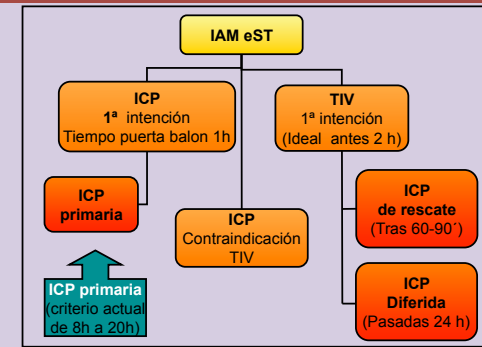 IAM eST
ICP
1ª intención
Tiempo puerta balon 1h
TIV
1ª intención
(Ideal antes 2 h)
ICP
primaria
ICP
Contraindicación
TIV
ICP
de rescate
(Tras 60-90´)
ICP primaria
(criterio actual
de 8h a 20h)
ICP
Diferida
(Pasadas 24 h)